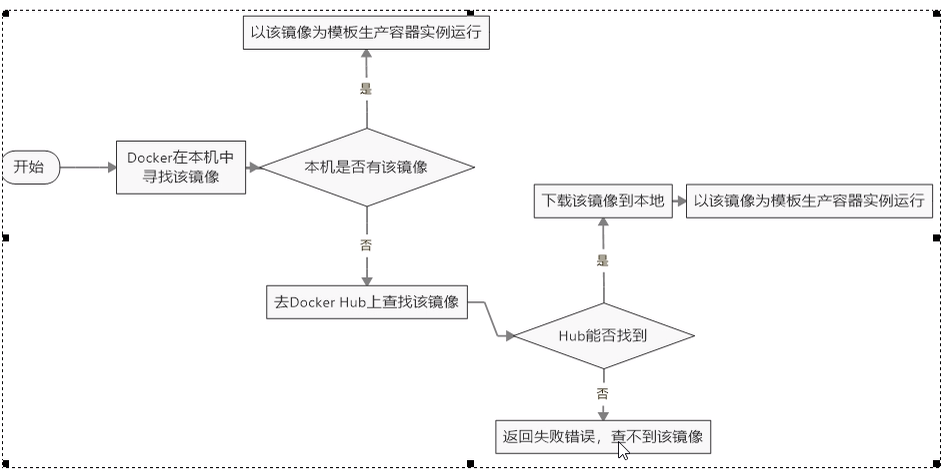 以该镜像为模板生产容器实例运行
是
开始
Docker在本机中
寻找该镜像
本机是否有该镜像
否
去Docker Hub上查找该镜像
下载该镜像到本地
以该镜像为模板生产容器实例运行
是
Hub能否找到
否
返回失败错误，查不到该镜像